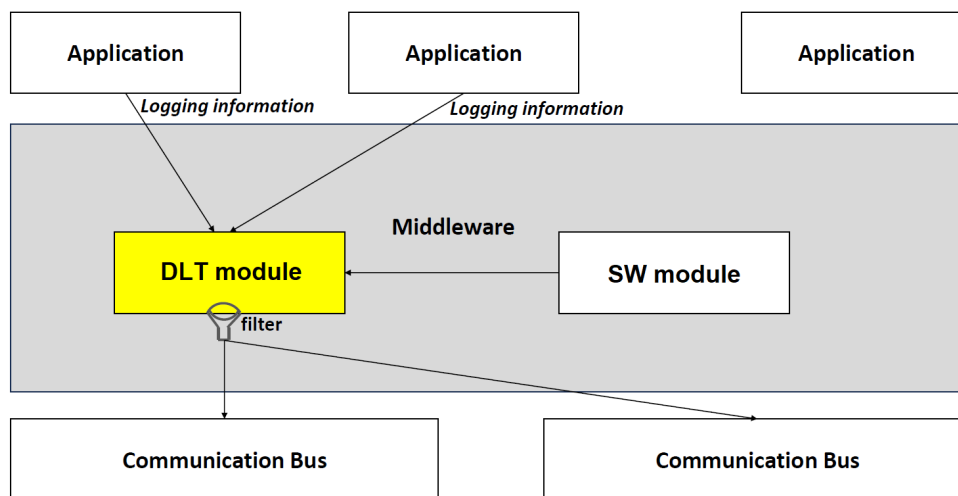 Application
Application
Application
Logging information
Logging information
Middleware
DLT module
SW module
filter
Communication Bus
Communication Bus